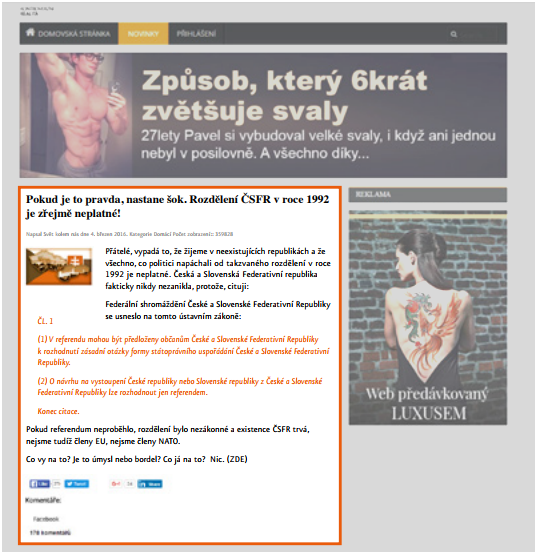 DOMOVSKÁ STRÁNKA
NOVINKY
PŘIHLÁŠENÍ
Způsob, který 6krát
zvětšuje svaly
27lety Pavel si vybudoval velké svaly, i když ani jednou
nebyl v posilovně. A všechno díky...
Pokud je to pravda, nastane šok. Rozdělení ČSFR v roce 1992
je zřejmě neplatné!
Napsal Svět kolem nás dne 4. březen 2016. Kategorie Domácí Počet zobrazení:: 359828
Přátelé, vypadá to, že žijeme v neexistujících republikách a že
všechno, co politici napáchali od takzvaného rozdělení v roce
1992 je neplatné. Česká a Slovenská Federativní republika
fakticky nikdy nezanikla, protože, cituji:
Federální shromáždění České a Slovenské Federativní Republiky
se usneslo na tomto ústavním zákoně:
ČL. 1
(1) V referendu mohou být předloženy občanům České a Slovenské Federativní Republiky
k rozhodnutí zásadní otázky formy státoprávního uspořádání České a Slovenské Federativní
Republiky.
(2) O návrhu na vystoupení České republiky nebo Slovenské republiky z České a Slovenské
Federativní Republiky lze rozhodnout jen referendem.
Konec citace.
Pokud referendum neproběhlo, rozdělení bylo nezákonné a existence ČSFR trvá,
nejsme tudíž členy EU, nejsme členy NATO.
Co vy na to? Je to úmysl nebo bordel? Co já na to? Nic. (ZDE)
Like
Tweet
Share
Komentáře:
Facebook
178 komentářů
REKLAMA
Web předávkovaný
LUXUSEM